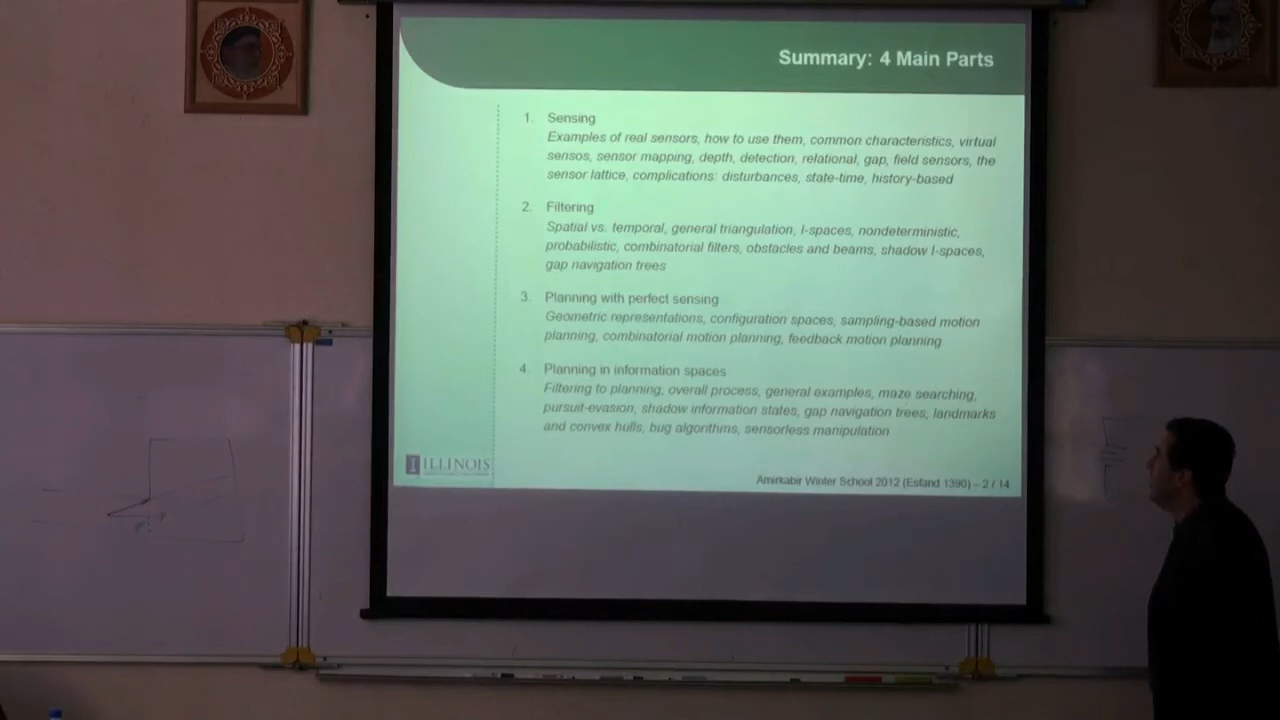 Summary: 4 Main Parts
1. Sensing
Examples of real sensors, how to use them, common characteristics, virtual
sensos, sensor mapping, depth, detection, relational, gap, field sensors, the
sensor lattice, complications: disturbances, state-time, history-based
2. Filtering
Spatial vs. temporal, general triangulation, I-spaces, nondeterministic,
probabilistic, combinatorial filters, obstacles and beams, shadow I-spaces,
gap navigation trees
3. Planning with perfect sensing
Geometric representations, configuration spaces, sampling-based motion
planning, combinatorial motion planning, feedback motion planning
4. Planning in information spaces
Filtering to planning, overall process, general examples, maze searching,
pursuit-evasion, shadow information states, gap navigation trees, landmarks
and convex hulls, bug algorithms, sensorless manipulation
I ILLINOIS
Amirkabir Winter School 2012 (Esfand 1390) – 2 / 14